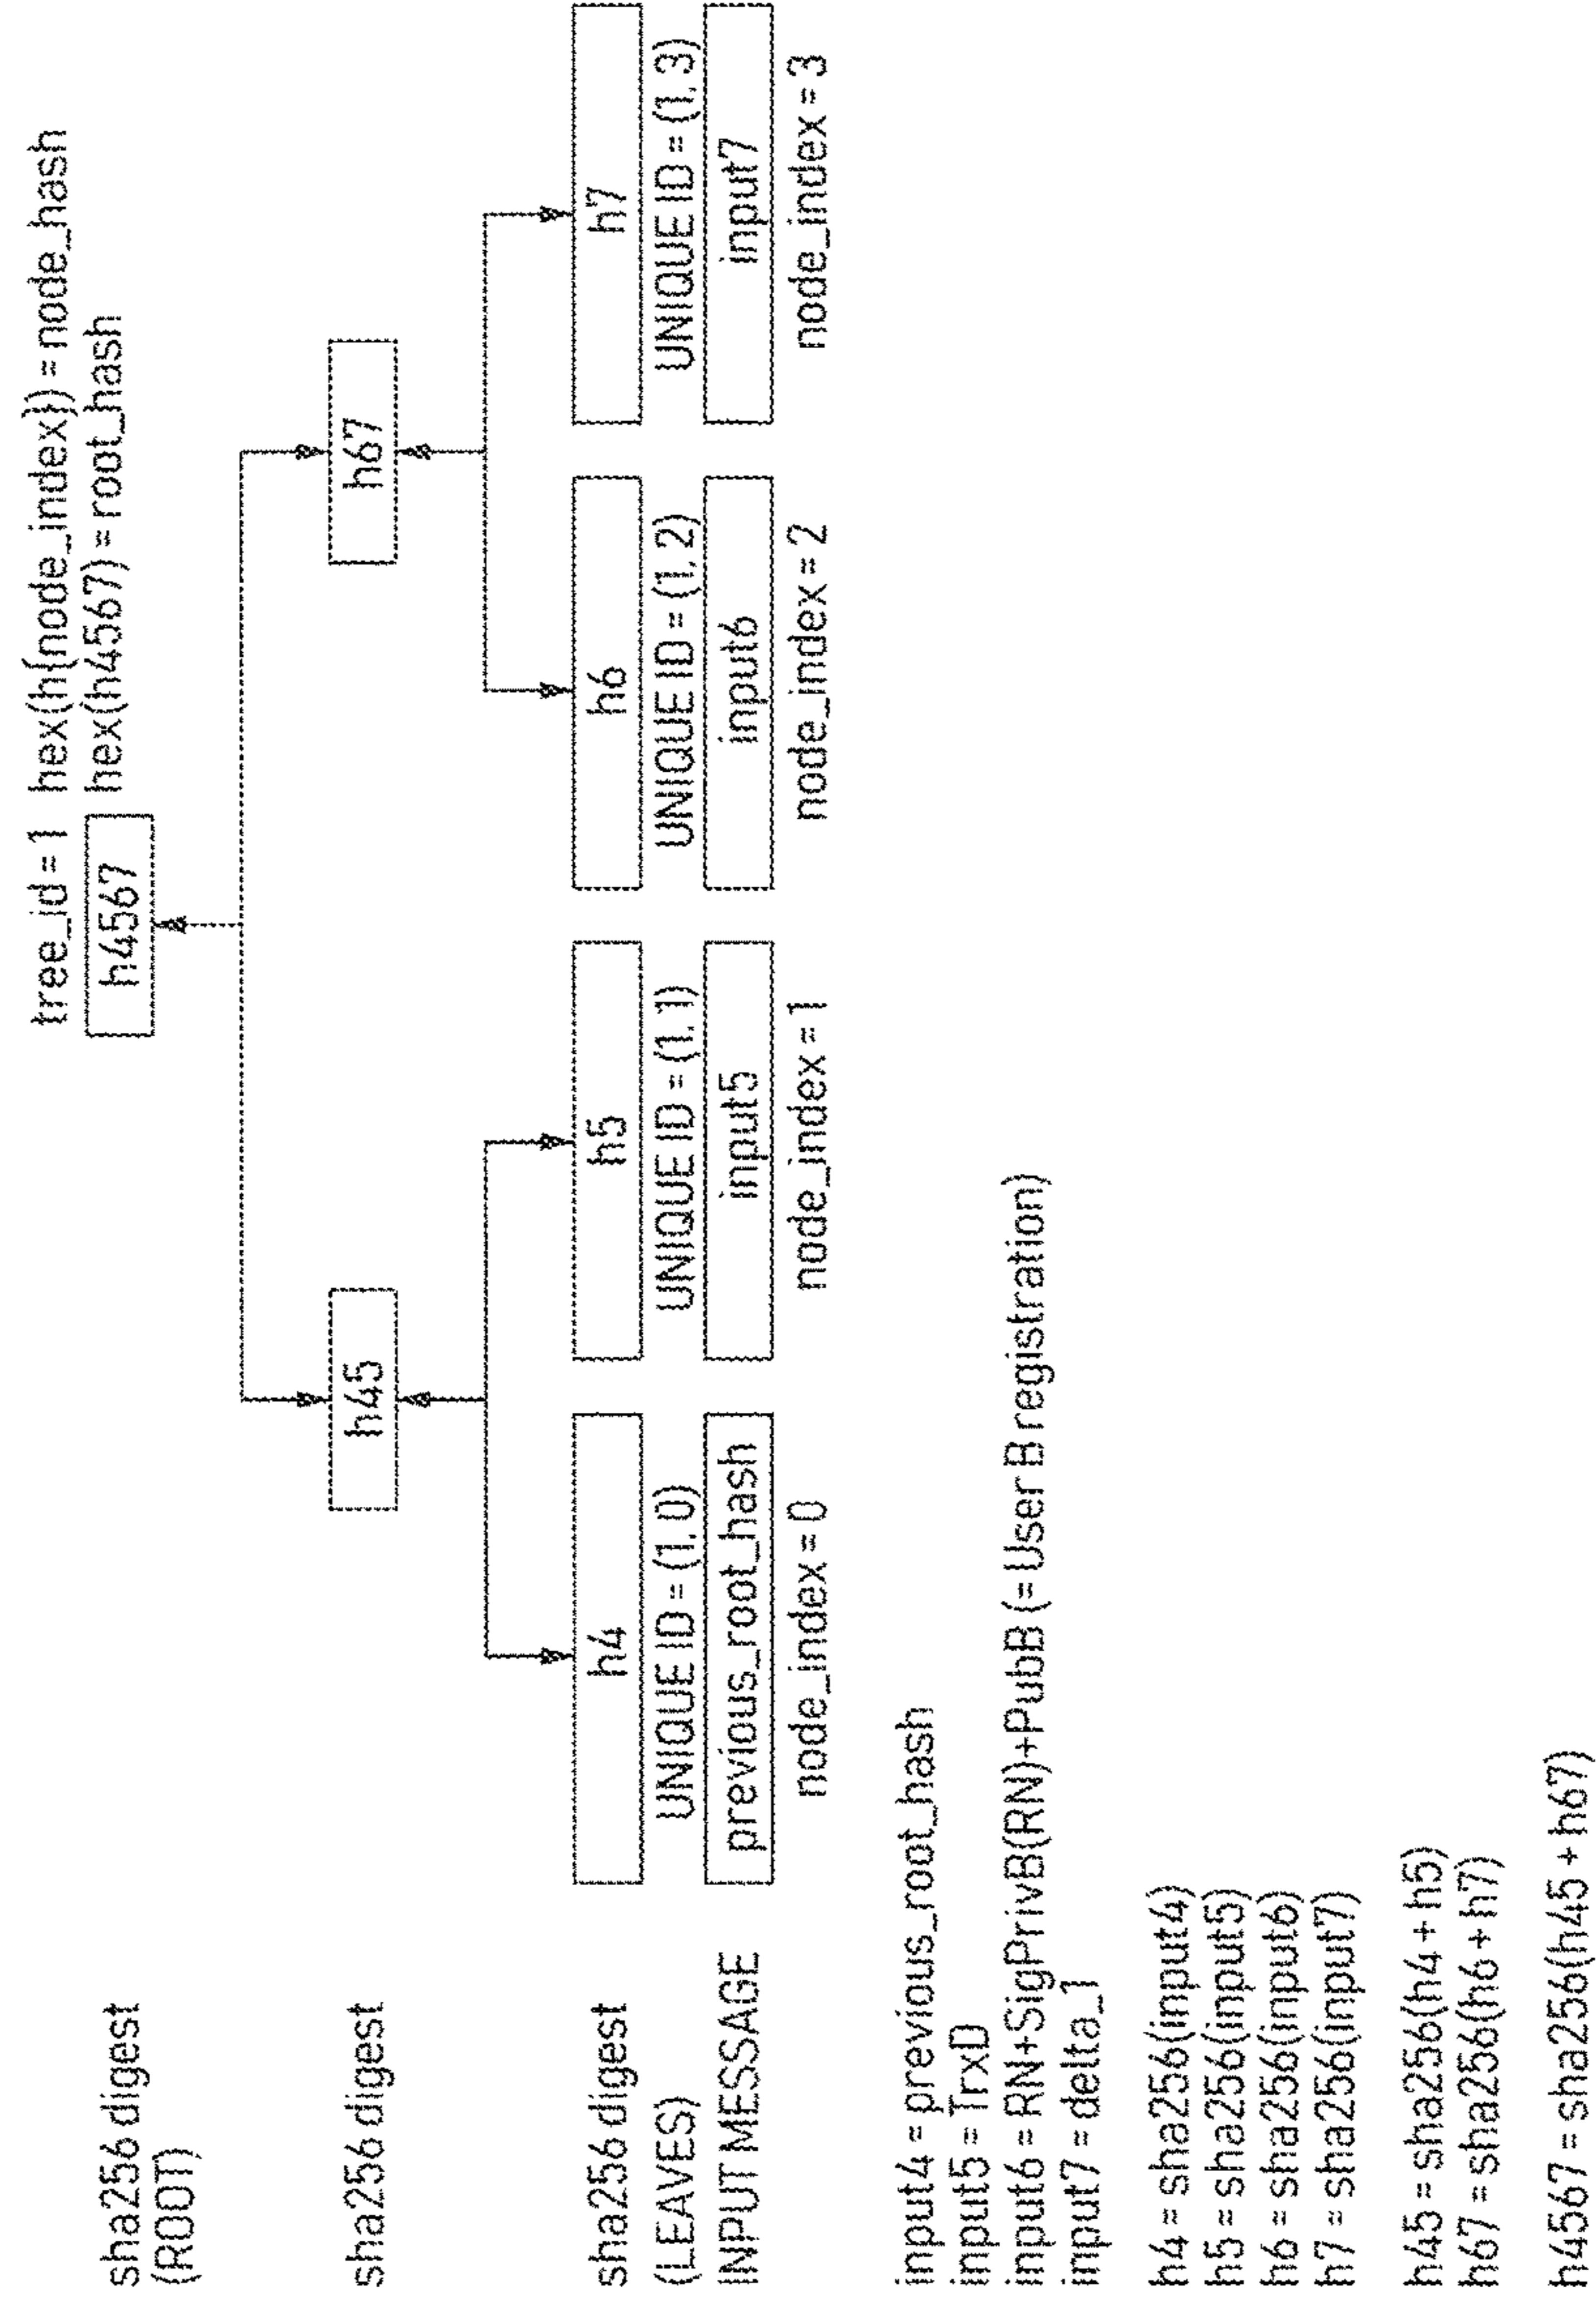 tree_id = 1 hex(h{node_index}) = node_hash
sha256 digest h4567 hex(h4567) = root_hash
(ROOT)
sha256 digest h45 h67
sha256 digest h4 h5 h6 h7
(LEAVES) UNIQUE ID = (1, 0) UNIQUE ID = (1, 1) UNIQUE ID = (1, 2) UNIQUE ID = (1, 3)
INPUT MESSAGE previous_root_hash input5 input6 input7
node_index = 0 node_index = 1 node_index = 2 node_index = 3
input4 = previous_root_hash
input5 = TrxD
input6 = RN+SigPrivB(RN)+PubB (= User B registration)
input7 = delta_1
h4 = sha256(input4)
h5 = sha256(input5)
h6 = sha256(input6)
h7 = sha256(input7)
h45 = sha256(h4 + h5)
h67 = sha256(h6 + h7)
h4567 = sha256(h45 + h67)